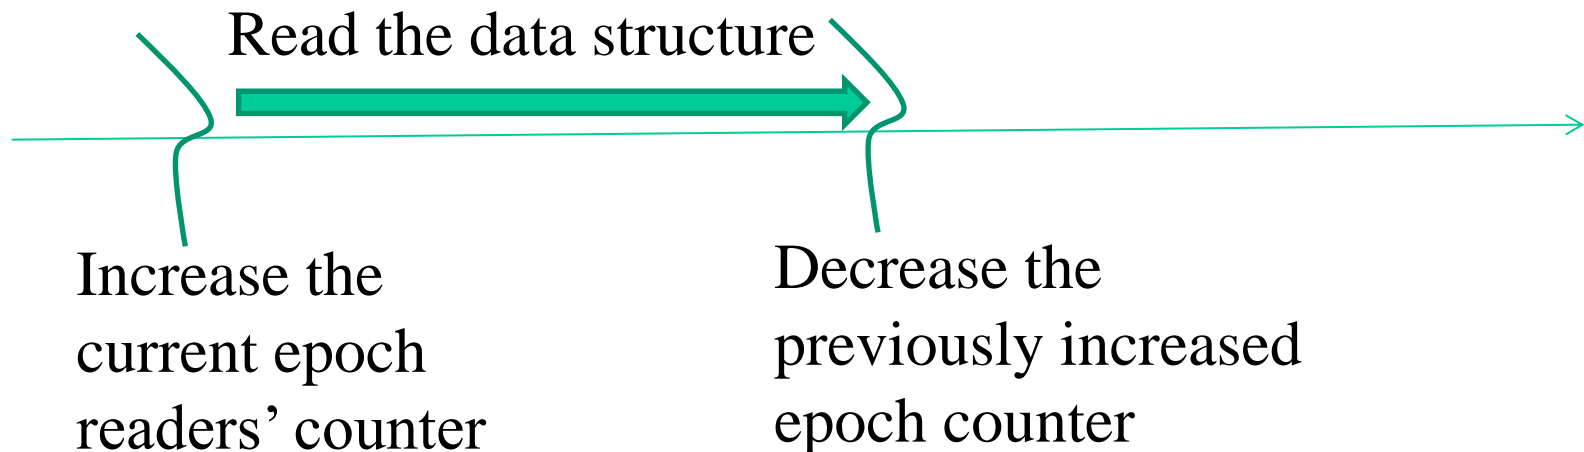 Read the data structure
Increase the
current epoch
readers’ counter
Decrease the
previously increased
epoch counter